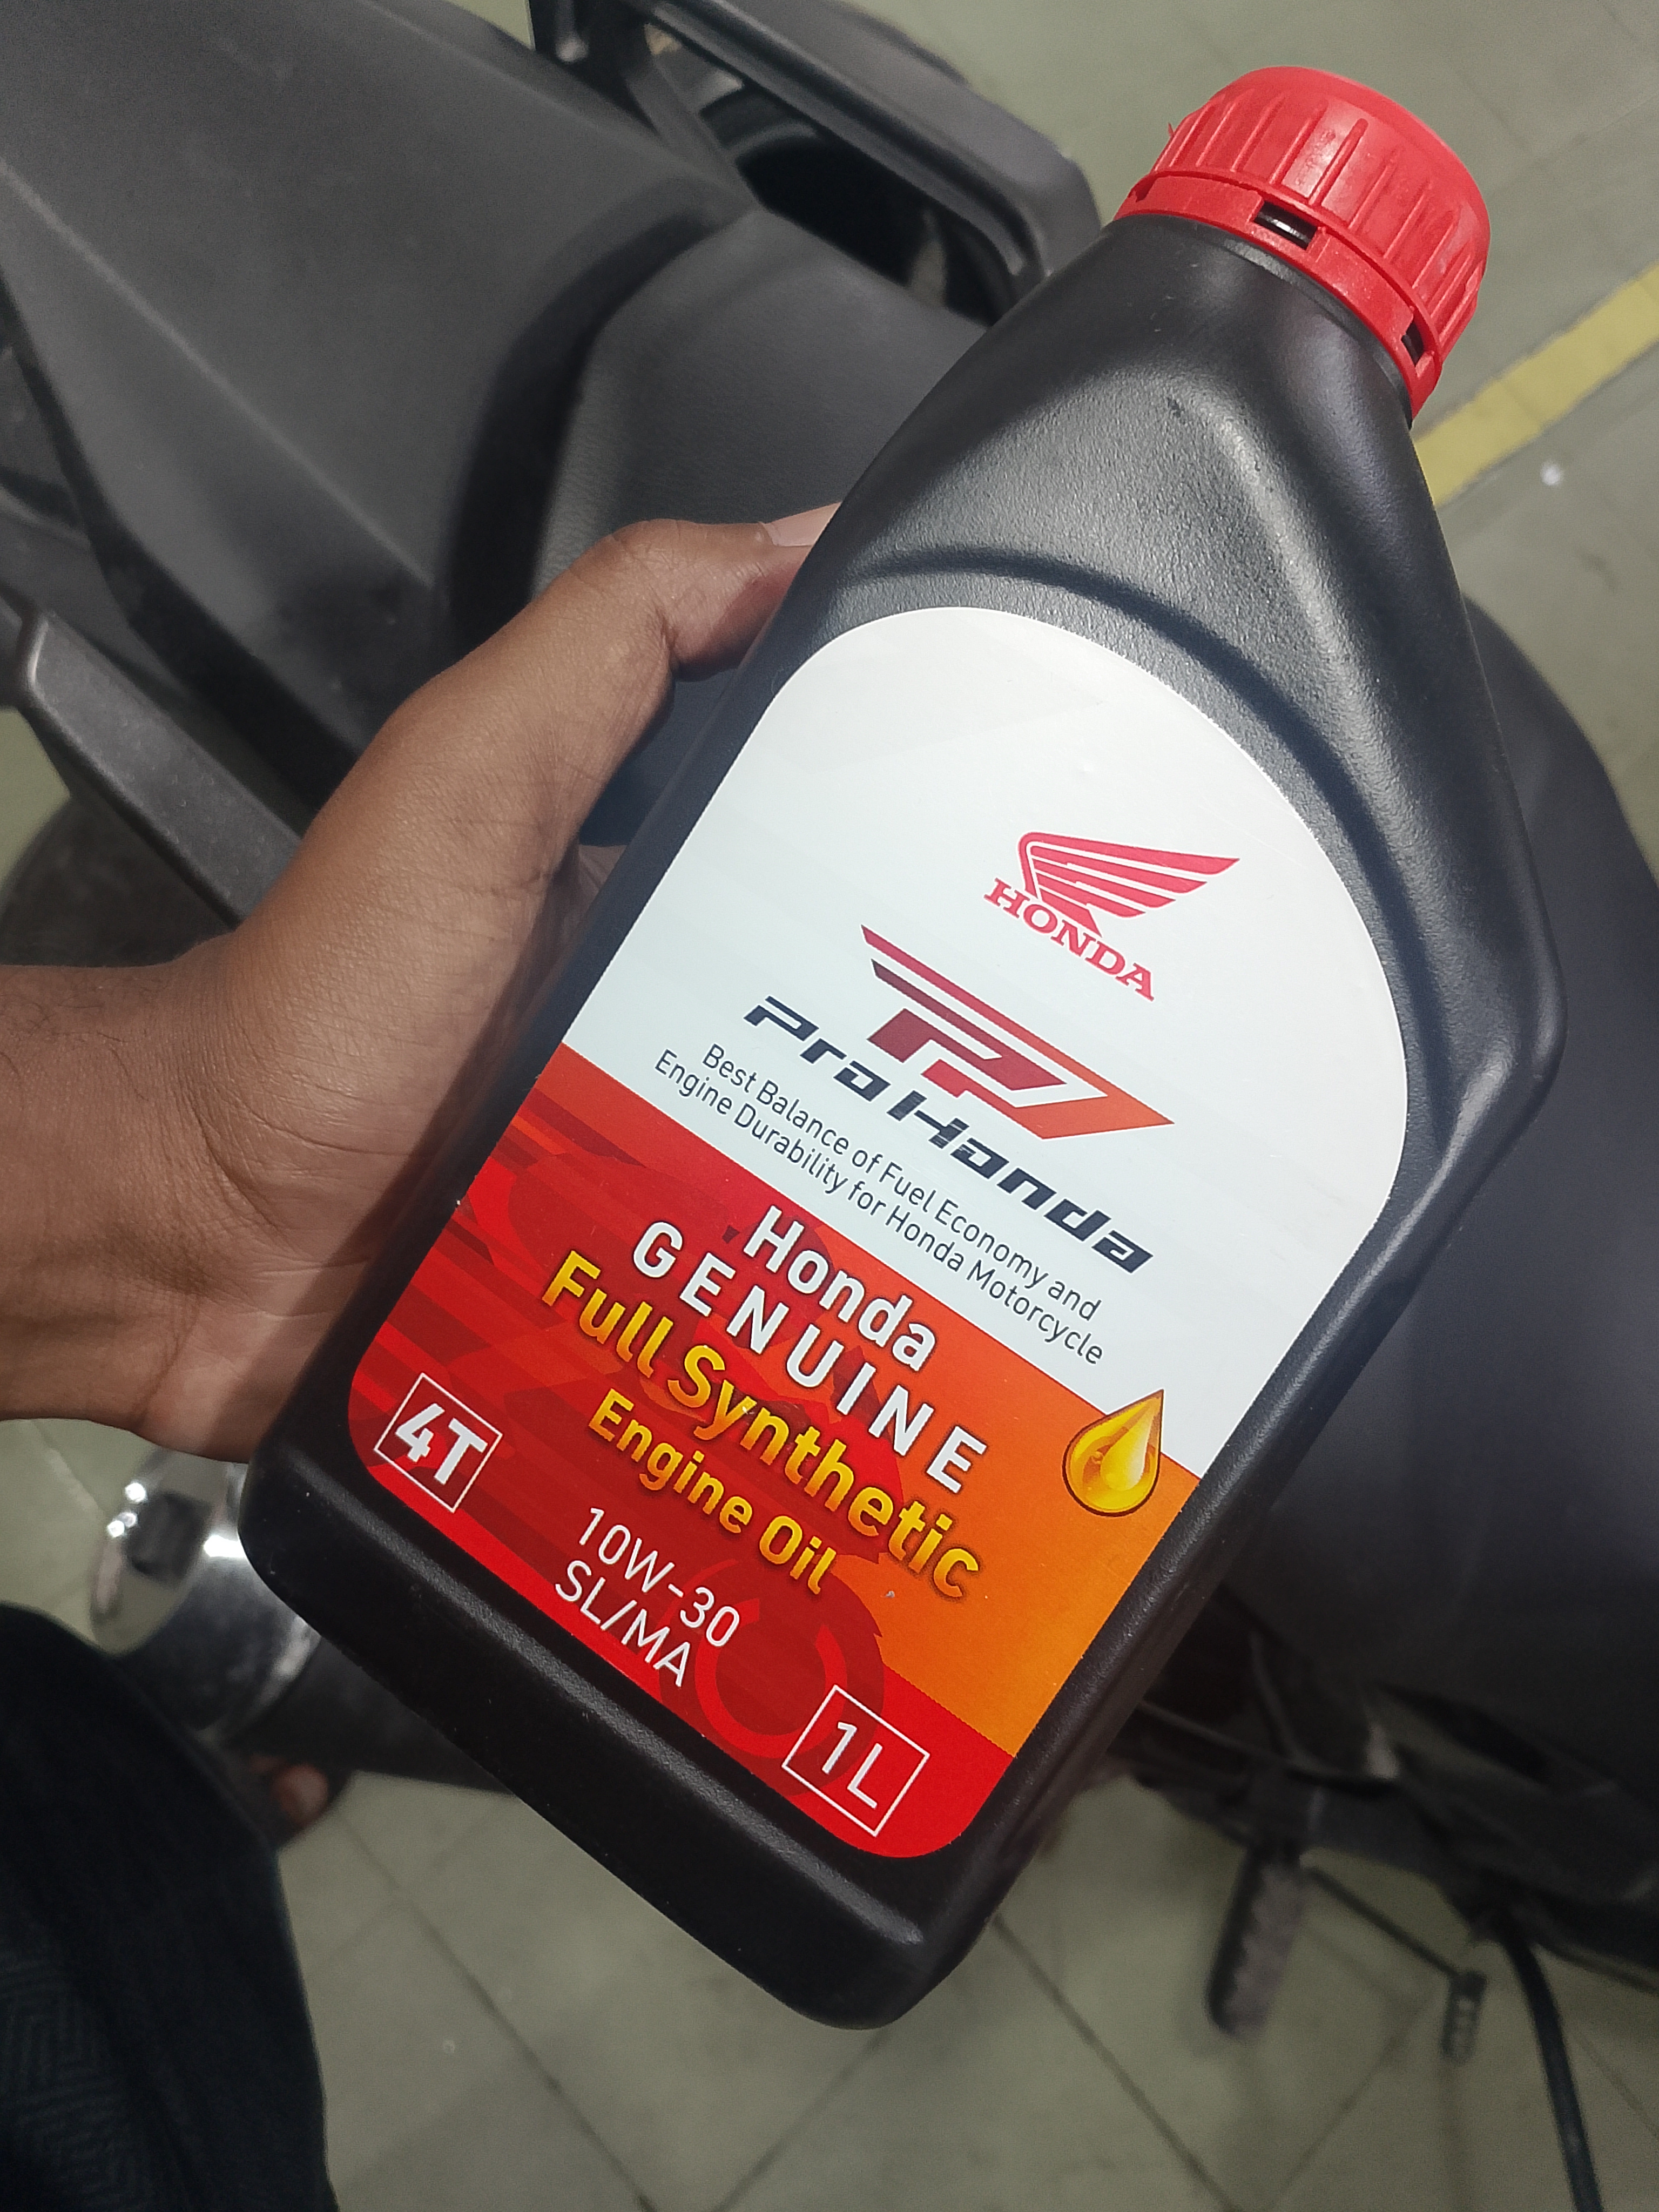 HONDA
Pro Honda
Best Balance of Fuel Economy and
Engine Durability for Honda Motorcycle
Honda
GENUINE
Full Synthetic
Engine Oil
4T
10W-30
SL/MA
1L